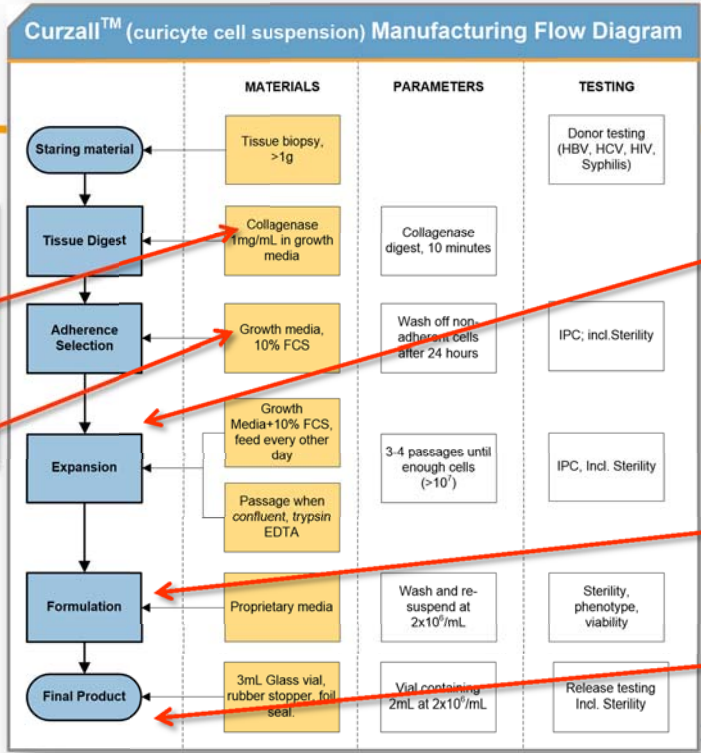 Curzall™ (curicyte cell suspension) Manufacturing Flow Diagram
MATERIALS
PARAMETERS
TESTING
Staring material
Tissue biopsy,
>1g
Donor testing
(HBV, HCV, HIV,
Syphilis)
Tissue Digest
Collagenase
1mg/mL in growth
media
Collagenase
digest, 10 minutes
Adherence
Selection
Growth media,
10% FCS
Wash off non-
adherent cells
after 24 hours
IPC; incl.Sterility
Expansion
Growth
Media+10% FCS,
feed every other
day
Passage when
confluent, trypsin
EDTA
3-4 passages until
enough cells
(>10⁷)
IPC, Incl. Sterility
Formulation
Proprietary media
Wash and re-
suspend at
2x10⁶/mL
Sterility,
phenotype,
viability
Final Product
3mL Glass vial,
rubber stopper, foil
seal.
Vial containing
2mL at 2x10⁶/mL
Release testing
Incl. Sterility